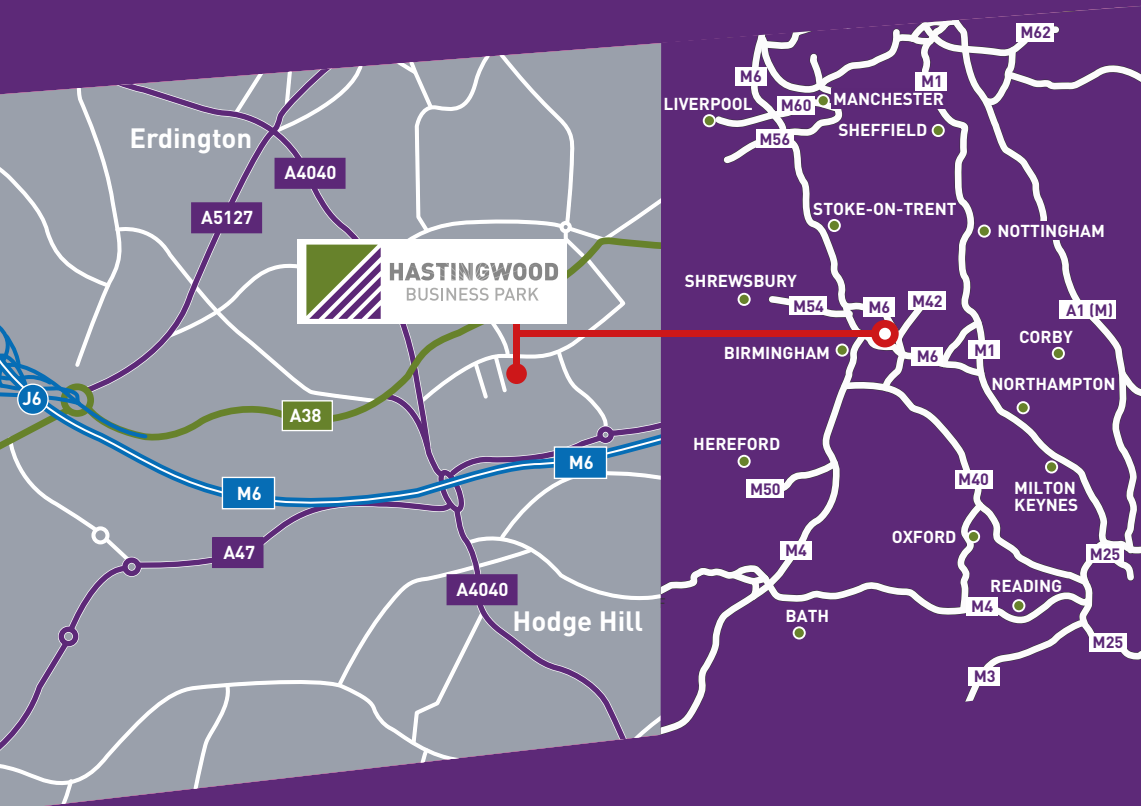 Erdington
A4040
A5127
HASTINGWOOD
BUSINESS PARK
J6
A38
M6
M6
A47
A4040
Hodge Hill
M62
M6
M1
LIVERPOOL
M60
MANCHESTER
SHEFFIELD
M56
STOKE-ON-TRENT
NOTTINGHAM
SHREWSBURY
M54
M6
M42
A1 (M)
CORBY
BIRMINGHAM
M6
M1
NORTHAMPTON
HEREFORD
M50
M40
MILTON
KEYNES
OXFORD
M4
M25
READING
M4
BATH
M25
M3